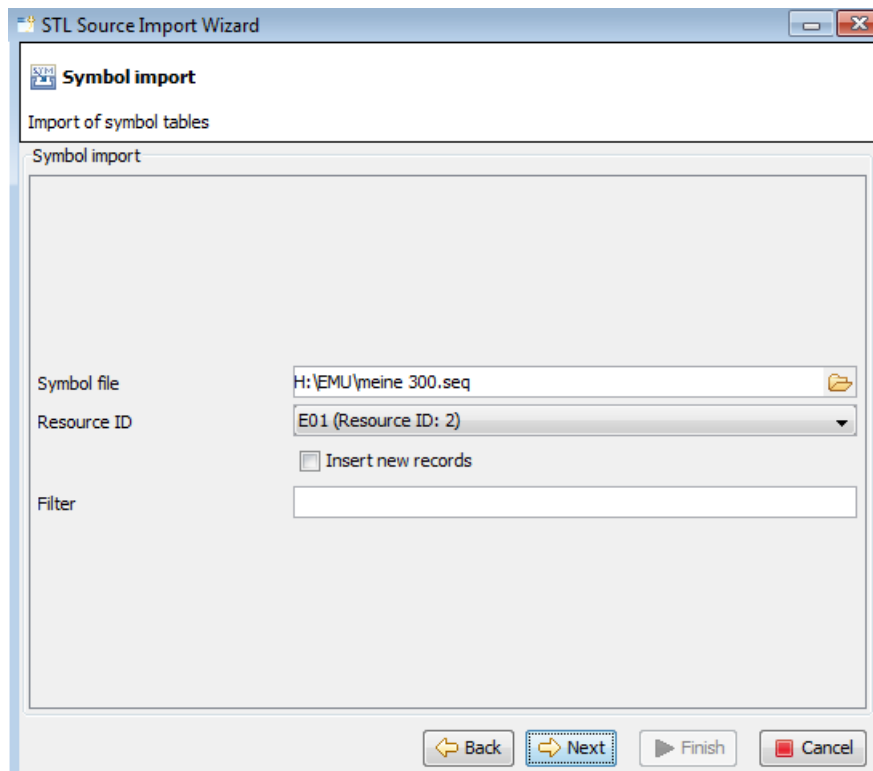 STL Source Import Wizard
SYM
Symbol import
Import of symbol tables
Symbol import
Symbol file H:\EMU\meine 300.seq
Resource ID E01 (Resource ID: 2)
Insert new records
Filter
Back Next Finish Cancel